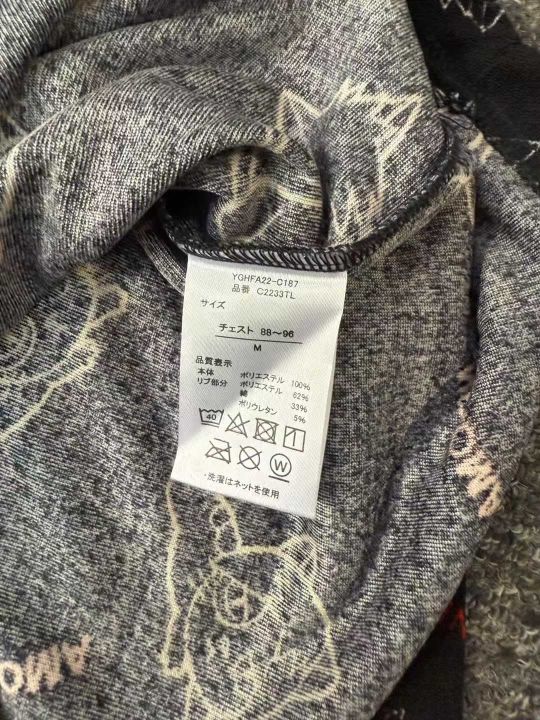 YGHFA22-C187
品番 C2233TL
サイズ
チェスト 88～96
M
品質表示
本体 ポリエステル 100%
リブ部分 ポリエステル 62%
綿 33%
ポリウレタン 5%
40
W
・洗濯はネットを使用
AMO